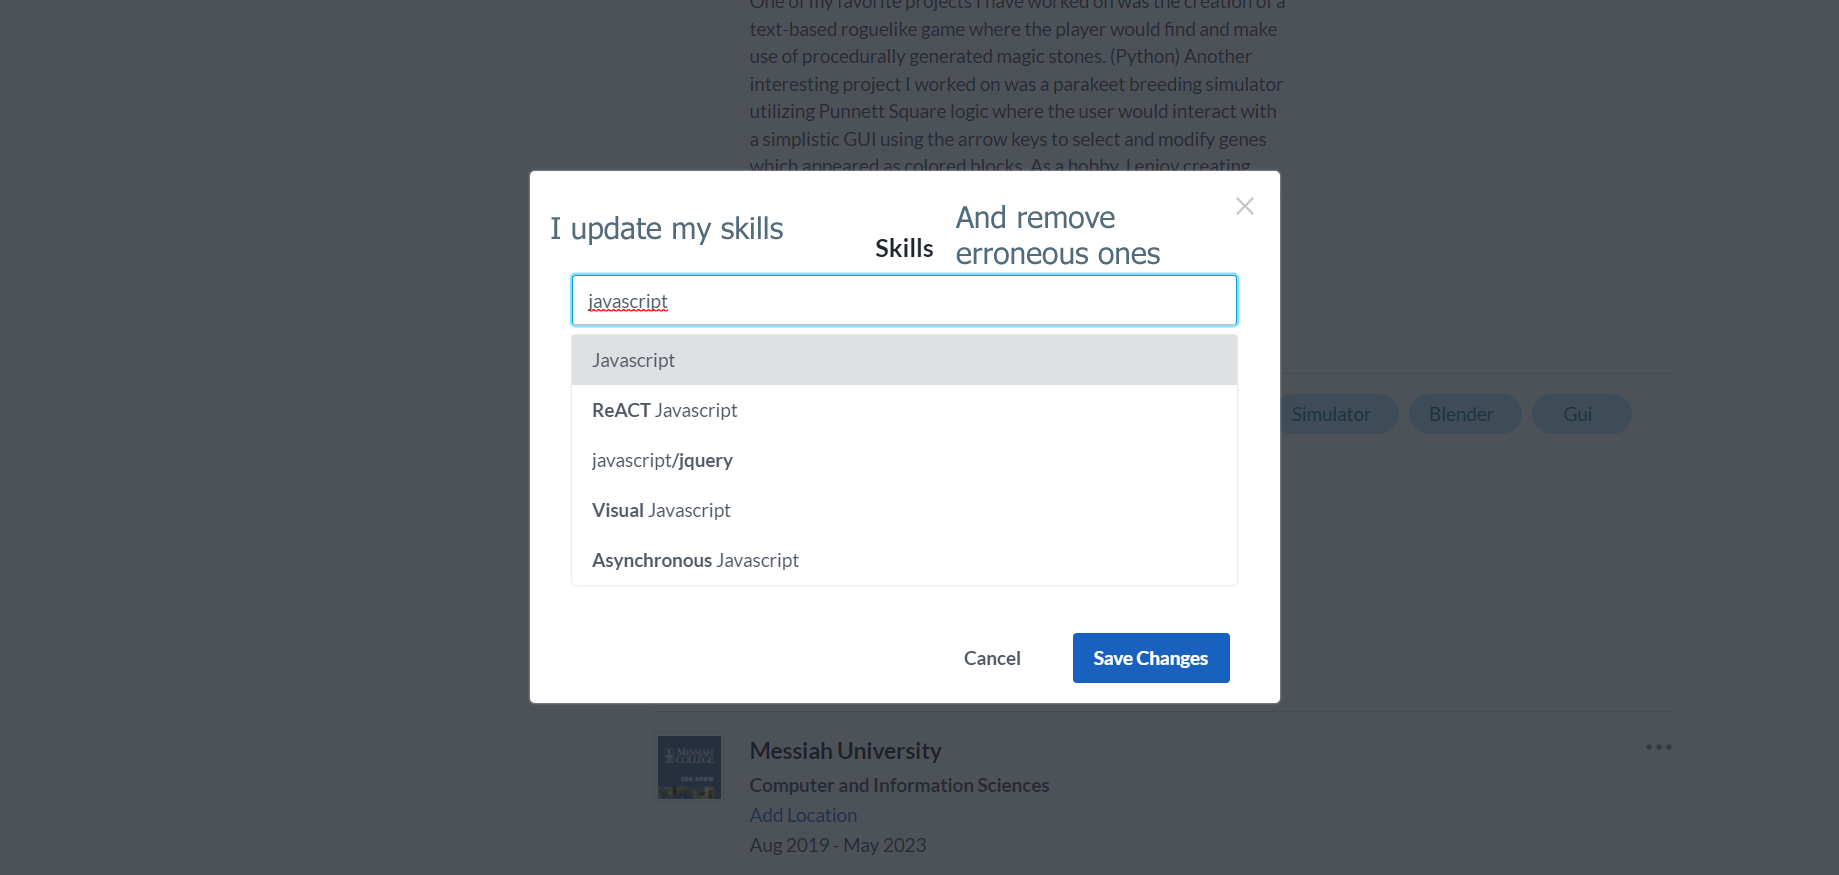 One of my favorite projects I have worked on was the creation of a
text-based roguelike game where the player would find and make
use of procedurally generated magic stones. (Python) Another
interesting project I worked on was a parakeet breeding simulator
utilizing Punnett Square logic where the user would interact with
a simplistic GUI using the arrow keys to select and modify genes
which appeared as colored blocks. As a hobby, I enjoy creating
I update my skills
Skills
And remove
erroneous ones
javascript
Javascript
ReACT Javascript
javascript/jquery
Visual Javascript
Asynchronous Javascript
Simulator
Blender
Gui
Cancel
Save Changes
MESSIAH
COLLEGE
see anew
Messiah University
Computer and Information Sciences
Add Location
Aug 2019 - May 2023